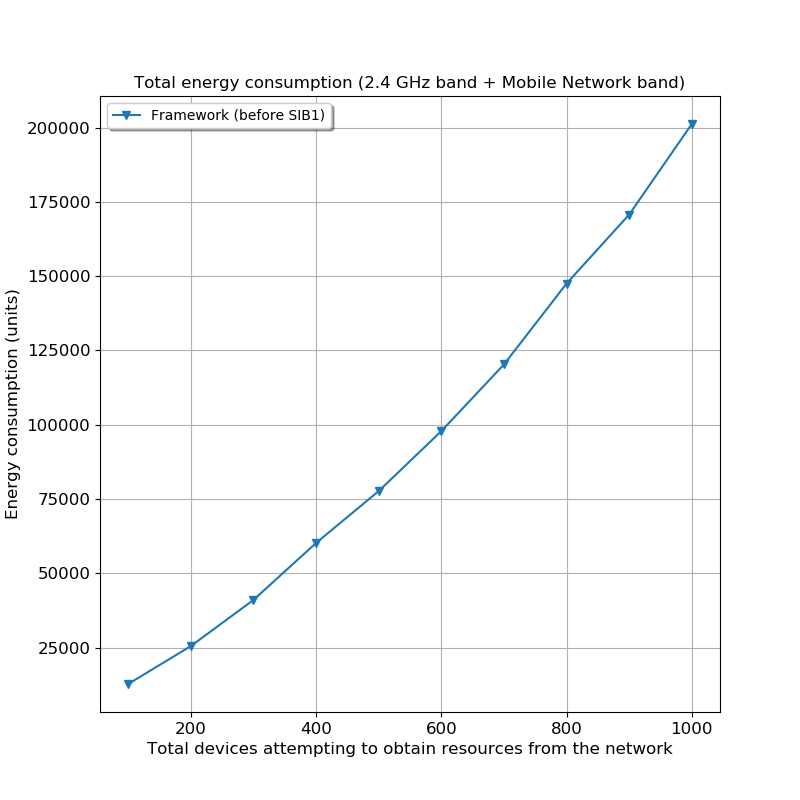 Total energy consumption (2.4 GHz band + Mobile Network band)
Framework (before SIB1)
Energy consumption (units)
200000
175000
150000
125000
100000
75000
50000
25000
200 400 600 800 1000
Total devices attempting to obtain resources from the network